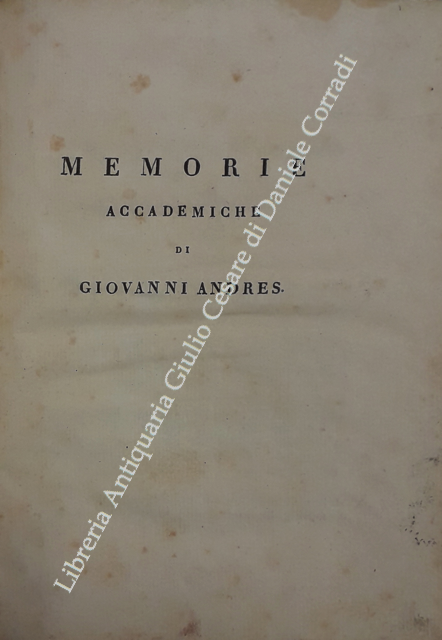 MEMORIE
ACCADEMICHE
DI
GIOVANNI ANDRES.
Libreria Antiquaria Giulio Cesare di Daniele Corradi